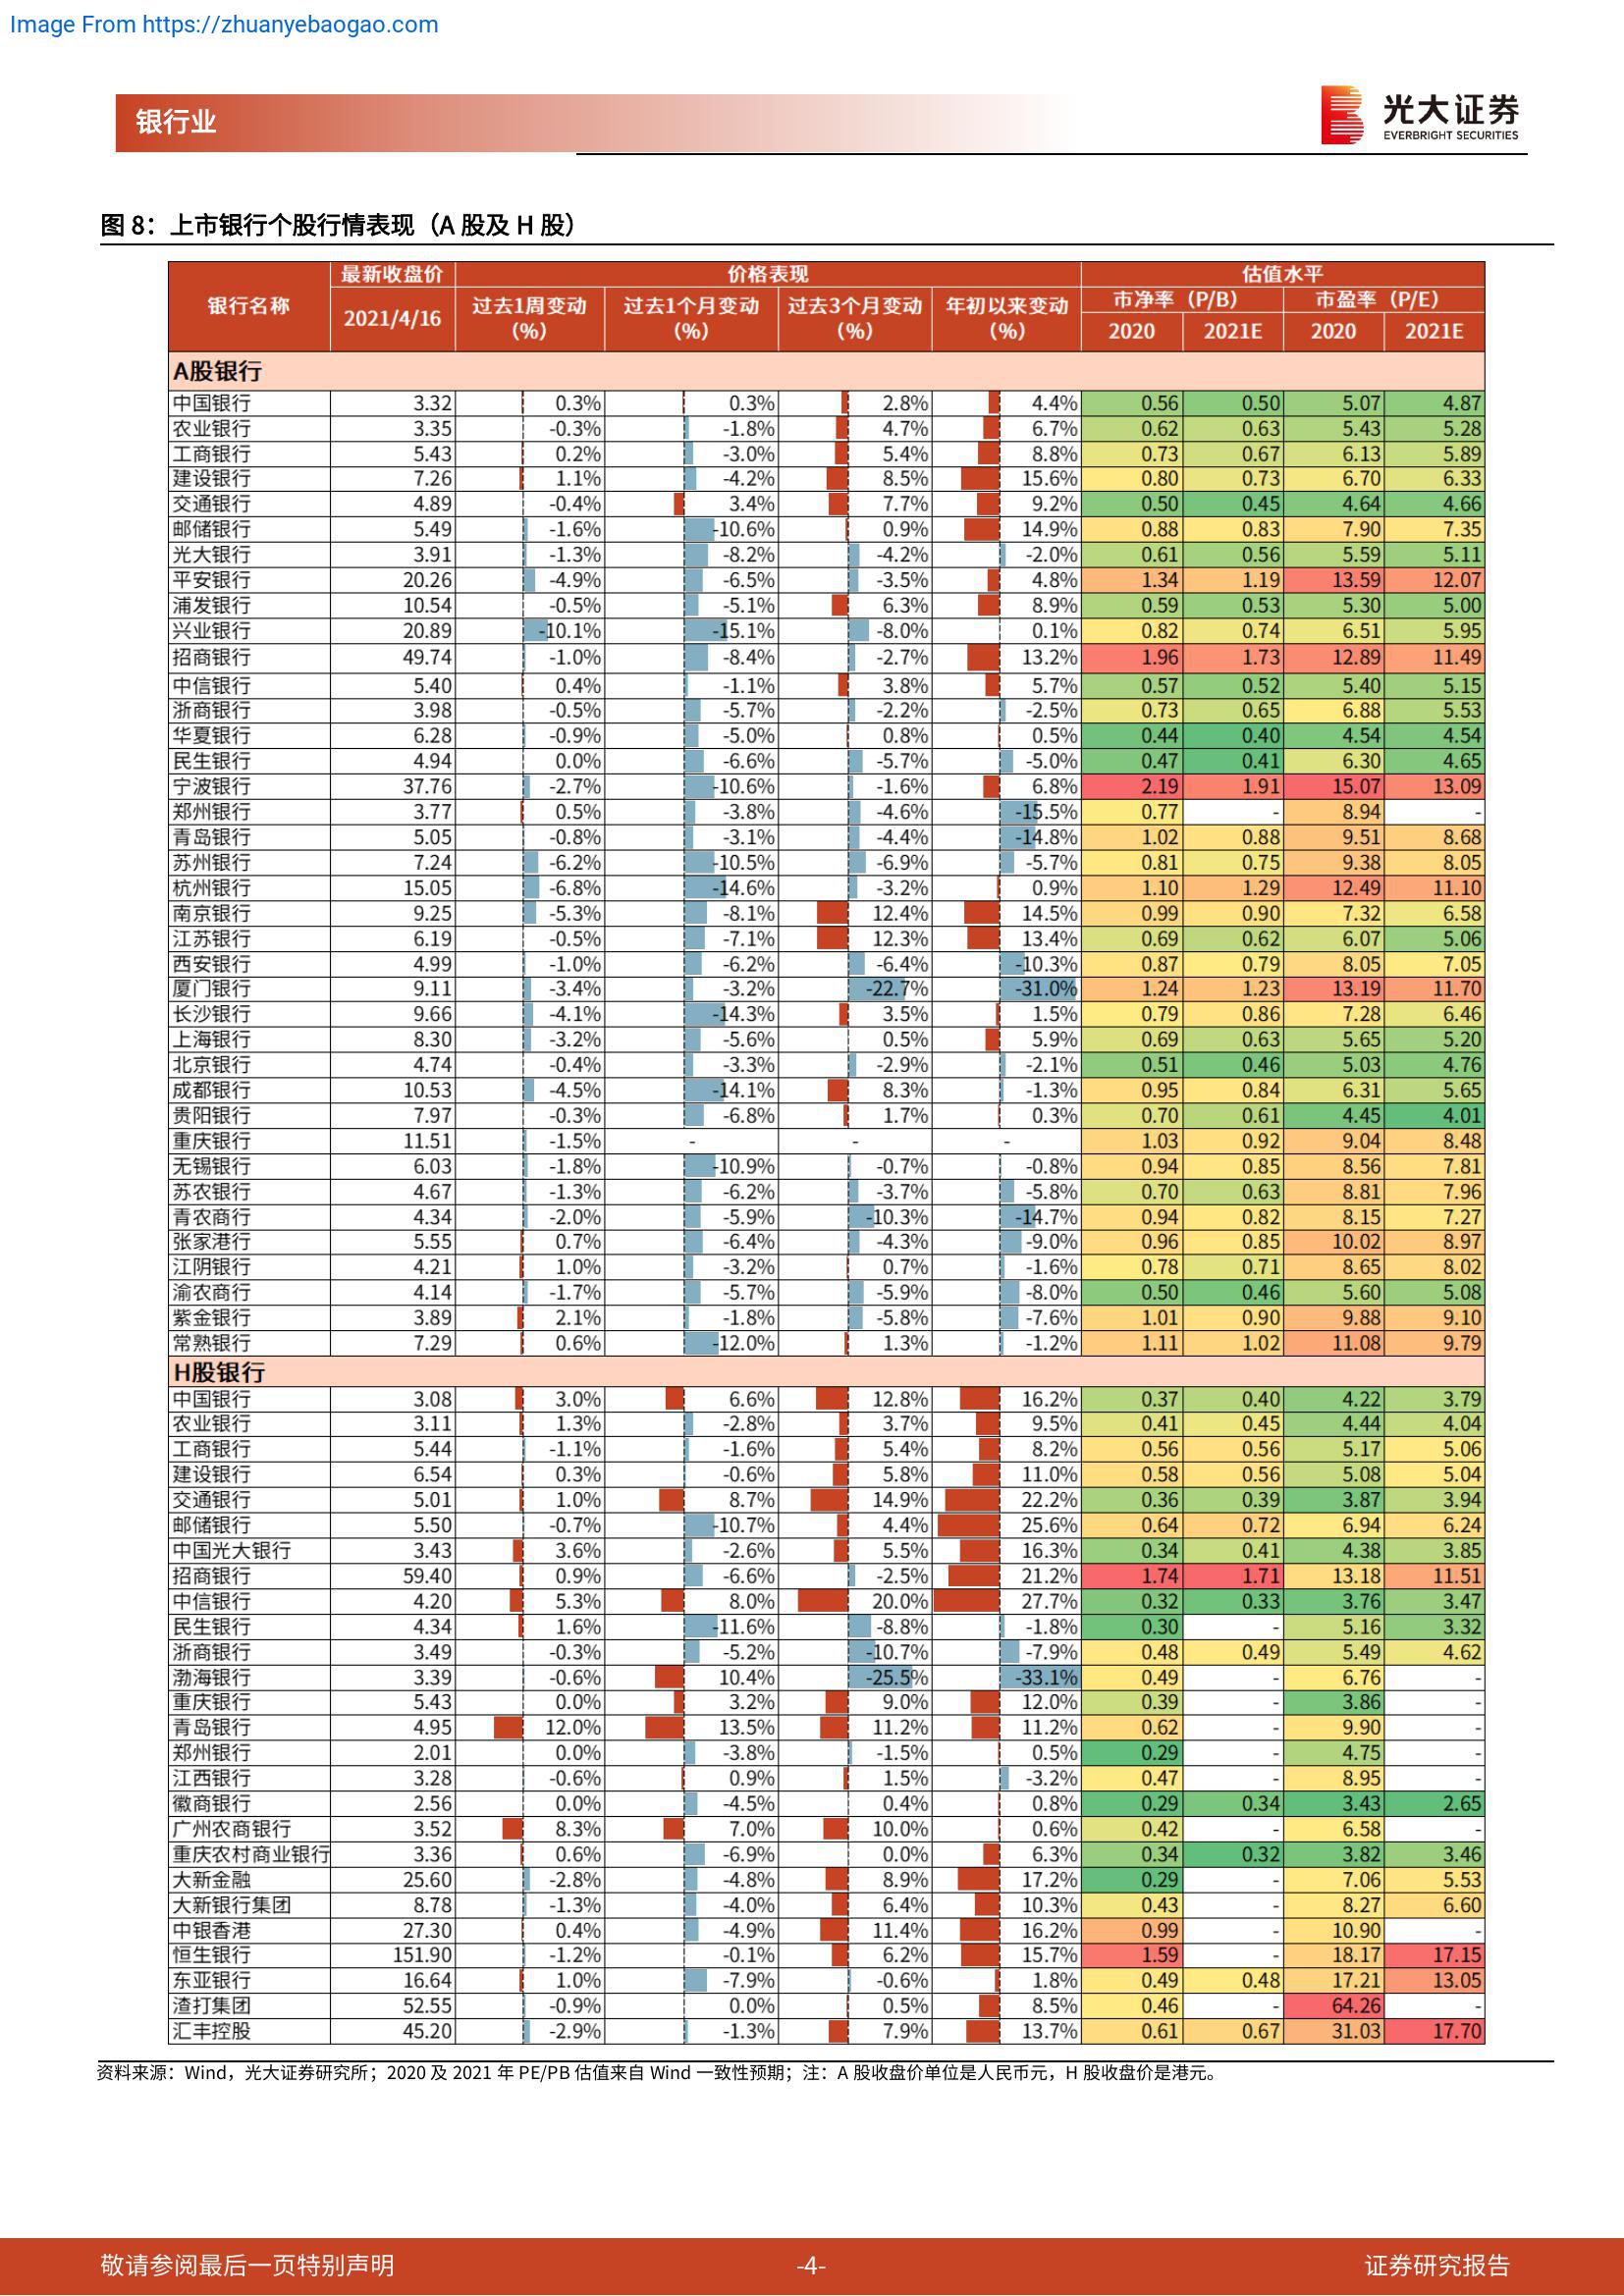 Image From https://zhuanyebaogao.com
银行业
光大证券
EVERBRIGHT SECURITIES
图 8：上市银行个股行情表现（A 股及 H 股）
银行名称 最新收盘价 价格表现 估值水平
2021/4/16 过去1周变动(%) 过去1个月变动(%) 过去3个月变动(%) 年初以来变动(%) 市净率（P/B） 市盈率（P/E）
2020 2021E 2020 2021E
A股银行
中国银行 3.32 0.3% 0.3% 2.8% 4.4% 0.56 0.50 5.07 4.87
农业银行 3.35 -0.3% -1.8% 4.7% 6.7% 0.62 0.63 5.43 5.28
工商银行 5.43 0.2% -3.0% 5.4% 8.8% 0.73 0.67 6.13 5.89
建设银行 7.26 1.1% -4.2% 8.5% 15.6% 0.80 0.73 6.70 6.33
交通银行 4.89 -0.4% 3.4% 7.7% 9.2% 0.50 0.45 4.64 4.66
邮储银行 5.49 -1.6% -10.6% 0.9% 14.9% 0.88 0.83 7.90 7.35
光大银行 3.91 -1.3% -8.2% -4.2% -2.0% 0.61 0.56 5.59 5.11
平安银行 20.26 -4.9% -6.5% -3.5% 4.8% 1.34 1.19 13.59 12.07
浦发银行 10.54 -0.5% -5.1% 6.3% 8.9% 0.59 0.53 5.30 5.00
兴业银行 20.89 -10.1% -15.1% -8.0% 0.1% 0.82 0.74 6.51 5.95
招商银行 49.74 -1.0% -8.4% -2.7% 13.2% 1.96 1.73 12.89 11.49
中信银行 5.40 0.4% -1.1% 3.8% 5.7% 0.57 0.52 5.40 5.15
浙商银行 3.98 -0.5% -5.7% -2.2% -2.5% 0.73 0.65 6.88 5.53
华夏银行 6.28 -0.9% -5.0% 0.8% 0.5% 0.44 0.40 4.54 4.54
民生银行 4.94 0.0% -6.6% -5.7% -5.0% 0.47 0.41 6.30 4.65
宁波银行 37.76 -2.7% -10.6% -1.6% 6.8% 2.19 1.91 15.07 13.09
郑州银行 3.77 0.5% -3.8% -4.6% -15.5% 0.77 - 8.94 -
青岛银行 5.05 -0.8% -3.1% -4.4% -14.8% 1.02 0.88 9.51 8.68
苏州银行 7.24 -6.2% -10.5% -6.9% -5.7% 0.81 0.75 9.38 8.05
杭州银行 15.05 -6.8% -14.6% -3.2% 0.9% 1.10 1.29 12.49 11.10
南京银行 9.25 -5.3% -8.1% 12.4% 14.5% 0.99 0.90 7.32 6.58
江苏银行 6.19 -0.5% -7.1% 12.3% 13.4% 0.69 0.62 6.07 5.06
西安银行 4.99 -1.0% -6.2% -6.4% -10.3% 0.87 0.79 8.05 7.05
厦门银行 9.11 -3.4% -3.2% -22.7% -31.0% 1.24 1.23 13.19 11.70
长沙银行 9.66 -4.1% -14.3% 3.5% 1.5% 0.79 0.86 7.28 6.46
上海银行 8.30 -3.2% -5.6% 0.5% 5.9% 0.69 0.63 5.65 5.20
北京银行 4.74 -0.4% -3.3% -2.9% -2.1% 0.51 0.46 5.03 4.76
成都银行 10.53 -4.5% -14.1% 8.3% -1.3% 0.95 0.84 6.31 5.65
贵阳银行 7.97 -0.3% -6.8% 1.7% 0.3% 0.70 0.61 4.45 4.01
重庆银行 11.51 -1.5% - - - 1.03 0.92 9.04 8.48
无锡银行 6.03 -1.8% -10.9% -0.7% -0.8% 0.94 0.85 8.56 7.81
苏农银行 4.67 -1.3% -6.2% -3.7% -5.8% 0.70 0.63 8.81 7.96
青农商行 4.34 -2.0% -5.9% -10.3% -14.7% 0.94 0.82 8.15 7.27
张家港行 5.55 0.7% -6.4% -4.3% -9.0% 0.96 0.85 10.02 8.97
江阴银行 4.21 1.0% -3.2% 0.7% -1.6% 0.78 0.71 8.65 8.02
渝农商行 4.14 -1.7% -5.7% -5.9% -8.0% 0.50 0.46 5.60 5.08
紫金银行 3.89 2.1% -1.8% -5.8% -7.6% 1.01 0.90 9.88 9.10
常熟银行 7.29 0.6% -12.0% 1.3% -1.2% 1.11 1.02 11.08 9.79
H股银行
中国银行 3.08 3.0% 6.6% 12.8% 16.2% 0.37 0.40 4.22 3.79
农业银行 3.11 1.3% -2.8% 3.7% 9.5% 0.41 0.45 4.44 4.04
工商银行 5.44 -1.1% -1.6% 5.4% 8.2% 0.56 0.56 5.17 5.06
建设银行 6.54 0.3% -0.6% 5.8% 11.0% 0.58 0.56 5.08 5.04
交通银行 5.01 1.0% 8.7% 14.9% 22.2% 0.36 0.39 3.87 3.94
邮储银行 5.50 -0.7% -10.7% 4.4% 25.6% 0.64 0.72 6.94 6.24
中国光大银行 3.43 3.6% -2.6% 5.5% 16.3% 0.34 0.41 4.38 3.85
招商银行 59.40 0.9% -6.6% -2.5% 21.2% 1.74 1.71 13.18 11.51
中信银行 4.20 5.3% 8.0% 20.0% 27.7% 0.32 0.33 3.76 3.47
民生银行 4.34 1.6% -11.6% -8.8% -1.8% 0.30 - 5.16 3.32
浙商银行 3.49 -0.3% -5.2% -10.7% -7.9% 0.48 0.49 5.49 4.62
渤海银行 3.39 -0.6% 10.4% -25.5% -33.1% 0.49 - 6.76 -
重庆银行 5.43 0.0% 3.2% 9.0% 12.0% 0.39 - 3.86 -
青岛银行 4.95 12.0% 13.5% 11.2% 11.2% 0.62 - 9.90 -
郑州银行 2.01 0.0% -3.8% -1.5% 0.5% 0.29 - 4.75 -
江西银行 3.28 -0.6% 0.9% 1.5% -3.2% 0.47 - 8.95 -
徽商银行 2.56 0.0% -4.5% 0.4% 0.8% 0.29 0.34 3.43 2.65
广州农商银行 3.52 8.3% 7.0% 10.0% 0.6% 0.42 - 6.58 -
重庆农村商业银行 3.36 0.6% -6.9% 0.0% 6.3% 0.34 0.32 3.82 3.46
大新金融 25.60 -2.8% -4.8% 8.9% 17.2% 0.29 - 7.06 5.53
大新银行集团 8.78 -1.3% -4.0% 6.4% 10.3% 0.43 - 8.27 6.60
中银香港 27.30 0.4% -4.9% 11.4% 16.2% 0.99 - 10.90 -
恒生银行 151.90 -1.2% -0.1% 6.2% 15.7% 1.59 - 18.17 17.15
东亚银行 16.64 1.0% -7.9% -0.6% 1.8% 0.49 0.48 17.21 13.05
渣打集团 52.55 -0.9% 0.0% 0.5% 8.5% 0.46 - 64.26 -
汇丰控股 45.20 -2.9% -1.3% 7.9% 13.7% 0.61 0.67 31.03 17.70
资料来源：Wind，光大证券研究所；2020 及 2021 年 PE/PB 估值来自 Wind 一致性预期；注：A 股收盘价单位是人民币元，H 股收盘价是港元。
敬请参阅最后一页特别声明 -4- 证券研究报告